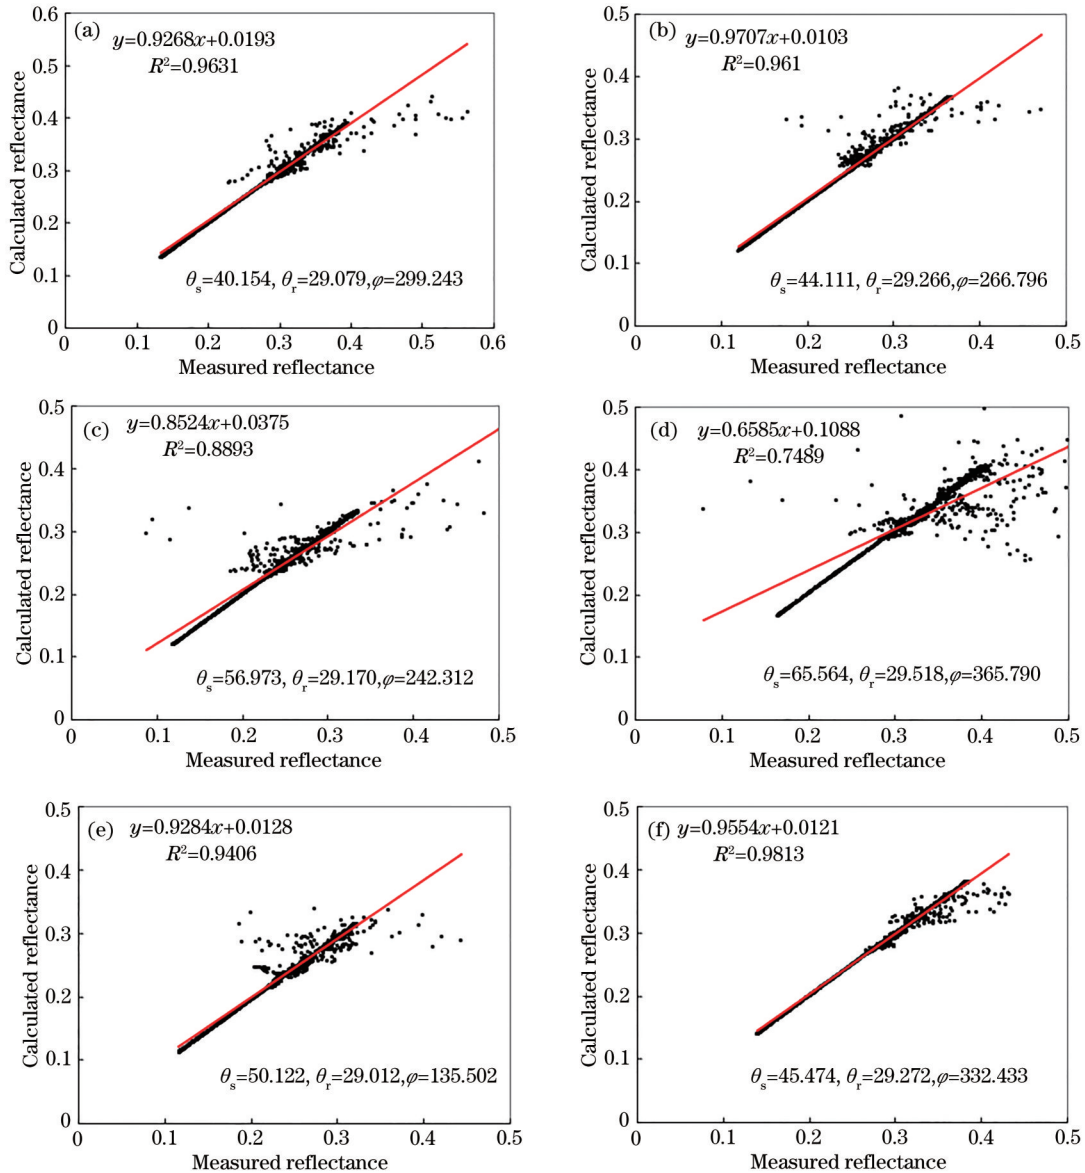 (a)
y=0.9268x+0.0193
R²=0.9631
θs=40.154, θr=29.079,φ=299.243
0.6
0.5
0.4
0.3
0.2
0.1
0
0 0.1 0.2 0.3 0.4 0.5 0.6
Calculated reflectance
Measured reflectance
(b)
y=0.9707x+0.0103
R²=0.961
θs=44.111, θr=29.266,φ=266.796
0.5
0.4
0.3
0.2
0.1
0
0 0.1 0.2 0.3 0.4 0.5
Calculated reflectance
Measured reflectance
(c)
y=0.8524x+0.0375
R²=0.8893
θs=56.973, θr=29.170,φ=242.312
0.5
0.4
0.3
0.2
0.1
0
0 0.1 0.2 0.3 0.4 0.5
Calculated reflectance
Measured reflectance
(d)
y=0.6585x+0.1088
R²=0.7489
θs=65.564, θr=29.518,φ=365.790
0.5
0.4
0.3
0.2
0.1
0
0 0.1 0.2 0.3 0.4 0.5
Calculated reflectance
Measured reflectance
(e)
y=0.9284x+0.0128
R²=0.9406
θs=50.122, θr=29.012,φ=135.502
0.5
0.4
0.3
0.2
0.1
0
0 0.1 0.2 0.3 0.4 0.5
Calculated reflectance
Measured reflectance
(f)
y=0.9554x+0.0121
R²=0.9813
θs=45.474, θr=29.272,φ=332.433
0.5
0.4
0.3
0.2
0.1
0
0 0.1 0.2 0.3 0.4 0.5
Calculated reflectance
Measured reflectance